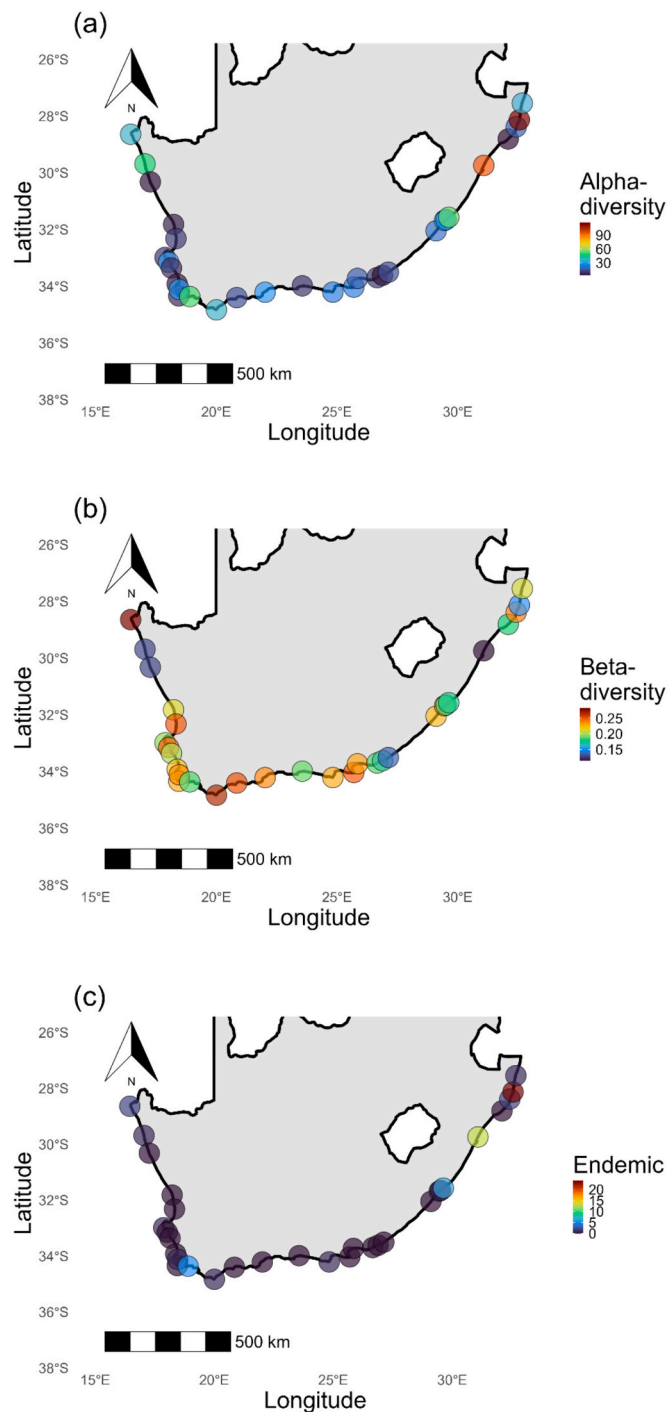 (a)
26°S
28°S
N
30°S
32°S
34°S
36°S
38°S
Latitude
500 km
15°E 20°E 25°E 30°E
Longitude
Alpha-
diversity
90
60
30
(b)
26°S
28°S
N
30°S
32°S
34°S
36°S
38°S
Latitude
500 km
15°E 20°E 25°E 30°E
Longitude
Beta-
diversity
0.25
0.20
0.15
(c)
26°S
28°S
N
30°S
32°S
34°S
36°S
38°S
Latitude
500 km
15°E 20°E 25°E 30°E
Longitude
Endemic
20
15
10
5
0